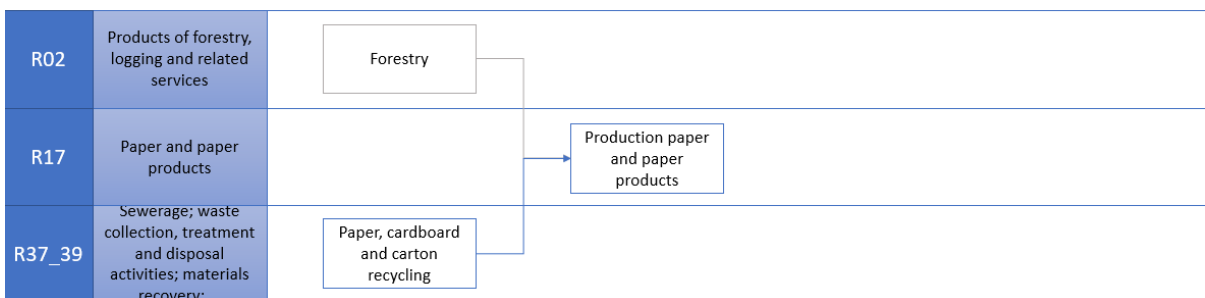 R02
Products of forestry,
logging and related
services
Forestry
R17
Paper and paper
products
Production paper
and paper
products
R37_39
Sewerage; waste
collection, treatment
and disposal
activities; materials
recovery;
Paper, cardboard
and carton
recycling